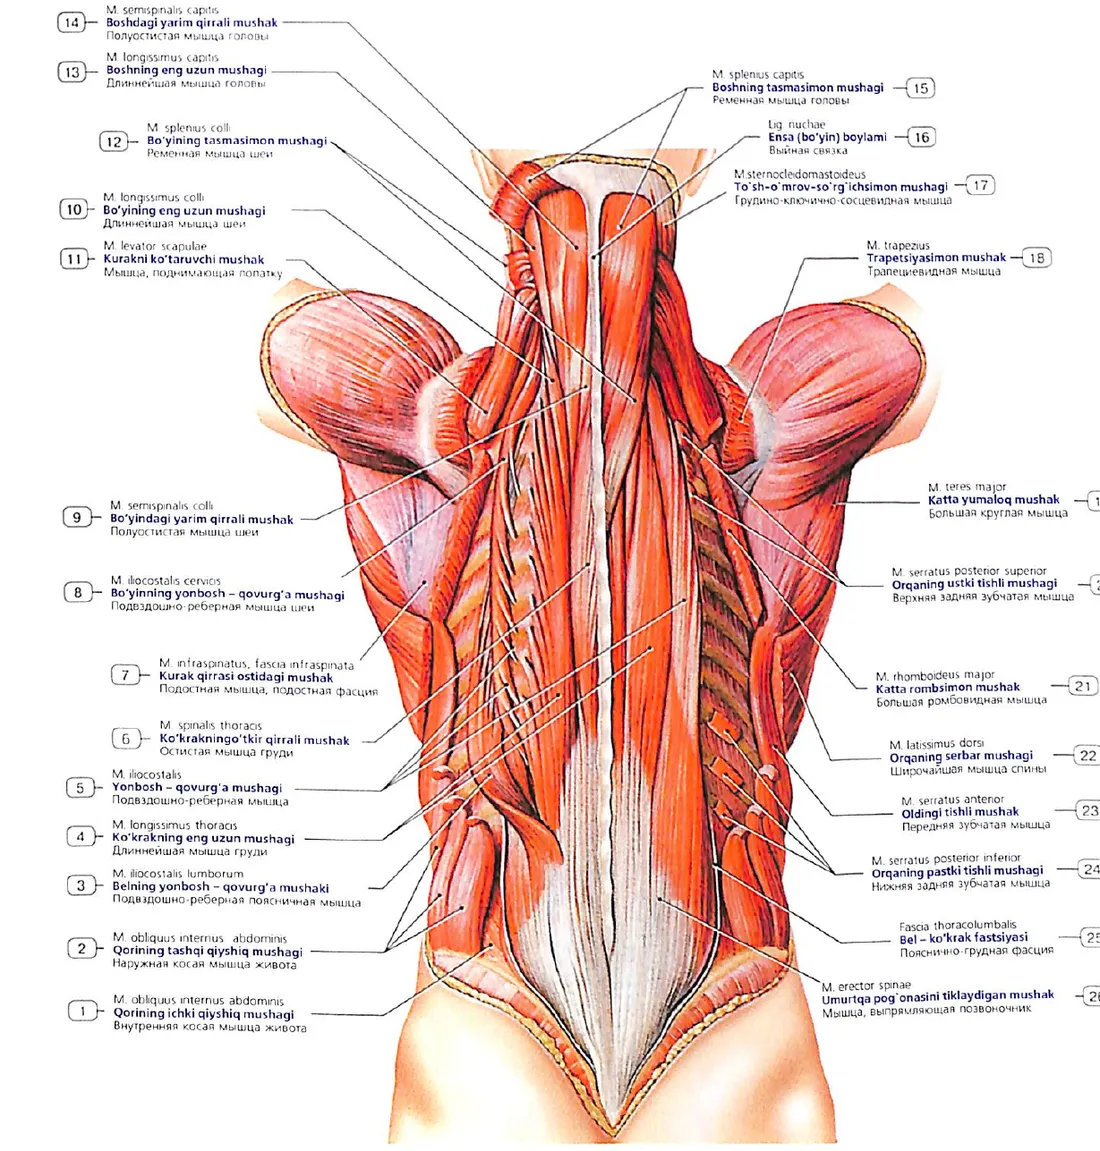 M. semispinalis capitis
14 Boshdagi yarim qirrali mushak
Полуостистая мышца головы
M. longissimus capitis
13 Boshning eng uzun mushagi
Длиннейшая мышца головы
M. splenius colli
12 Bo'yining tasmasimon mushagi
Ременная мышца шеи
M. longissimus colli
10 Bo'yining eng uzun mushagi
Длиннейшая мышца шеи
M. levator scapulae
11 Kurakni ko'taruvchi mushak
Мышца, поднимающая лопатку
M. semispinalis colli
9 Bo'yindagi yarim qirrali mushak
Полуостистая мышца шеи
M. iliocostalis cervicis
8 Bo'yinning yonbosh – qovurg'a mushagi
Подвздошно-реберная мышца шеи
M. infraspinatus, fascia infraspinata
7 Kurak qirrasi ostidagi mushak
Подостная мышца, подостная фасция
M. spinalis thoracis
6 Ko'krakningo'tkir qirrali mushak
Остистая мышца груди
M. iliocostalis
5 Yonbosh – qovurg'a mushagi
Подвздошно-реберная мышца
M. longissimus thoracis
4 Ko'krakning eng uzun mushagi
Длиннейшая мышца груди
M. iliocostalis lumborum
3 Belning yonbosh – qovurg'a mushaki
Подвздошно-реберная поясничная мышца
M. obliquus internus abdominis
2 Qorining tashqi qiyshiq mushagi
Наружная косая мышца живота
M. obliquus internus abdominis
1 Qorining ichki qiyshiq mushagi
Внутренняя косая мышца живота
M. splenius capitis
Boshning tasmasimon mushagi 15
Ременная мышца головы
Lig. nuchae
Ensa (bo'yin) boylami 16
Выйная связка
M.sternocleidomastoideus
To`sh-o`mrov-so`rg`ichsimon mushagi 17
Грудино-ключично-сосцевидная мышца
M. trapezius
Trapetsiyasimon mushak 18
Трапециевидная мышца
M. teres major
Katta yumaloq mushak 1
Большая круглая мышца
M. serratus posterior superior
Orqaning ustki tishli mushagi 2
Верхняя задняя зубчатая мышца
M. rhomboideus major
Katta rombsimon mushak 21
Большая ромбовидная мышца
M. latissimus dorsi
Orqaning serbar mushagi 22
Широчайшая мышца спины
M. serratus anterior
Oldingi tishli mushak 23
Передняя зубчатая мышца
M. serratus posterior inferior
Orqaning pastki tishli mushagi 24
Нижняя задняя зубчатая мышца
Fascia thoracolumbalis
Bel – ko'krak fastsiyasi 25
Пояснично-грудная фасция
M. erector spinae
Umurtqa pog`onasini tiklaydigan mushak 26
Мышца, выпрямляющая позвоночник